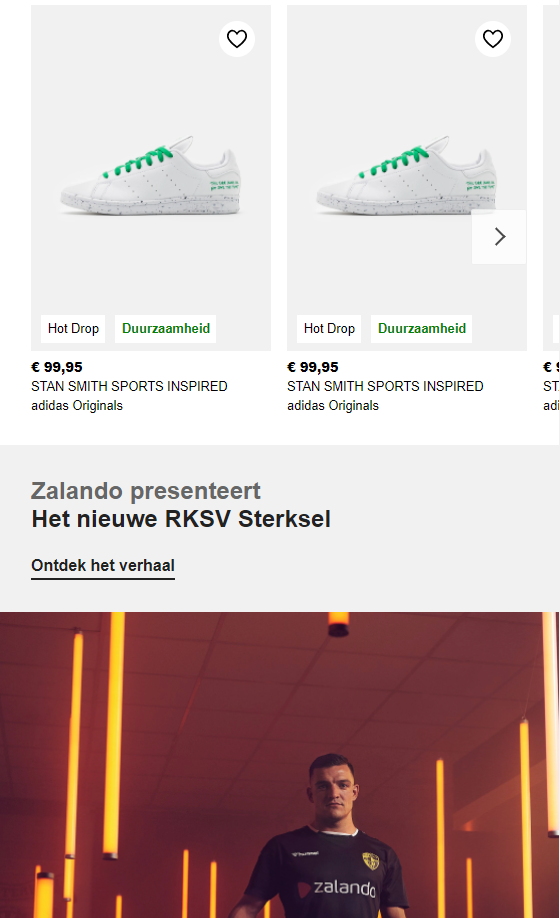 Hot Drop
Duurzaamheid
Hot Drop
Duurzaamheid
€ 99,95
€ 99,95
STAN SMITH SPORTS INSPIRED
STAN SMITH SPORTS INSPIRED
adidas Originals
adidas Originals
Zalando presenteert
Het nieuwe RKSV Sterksel
Ontdek het verhaal
hummel
zalando